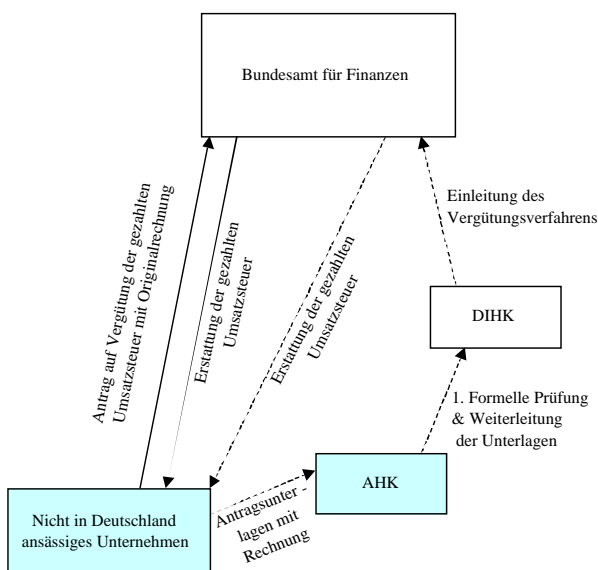 Bundesamt für Finanzen
Antrag auf Vergütung der gezahlten
Umsatzsteuer mit Originalrechnung
Erstattung der gezahlten
Umsatzsteuer
Erstattung der gezahlten
Umsatzsteuer
Einleitung des
Vergütungsverfahrens
DIHK
1. Formelle Prüfung
& Weiterleitung
der Unterlagen
AHK
Antragsunter -
lagen mit
Rechnung
Nicht in Deutschland
ansässiges Unternehmen